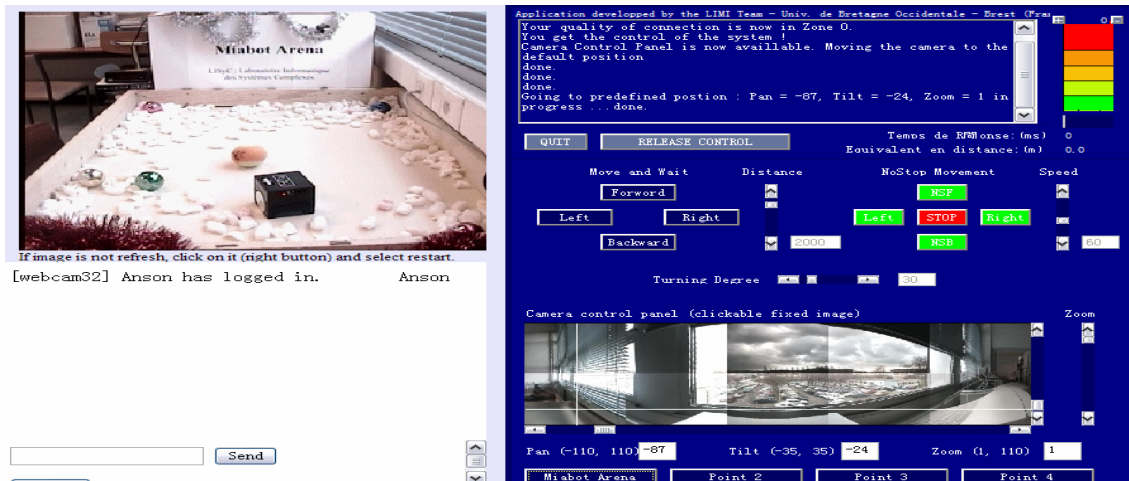 Miabot Arena
LISyC : Laboratoire Informatique
des Systèmes Complexes
If image is not refresh, click on it (right button) and select restart.
[webcam32] Anson has logged in.
Anson
Send
Application developped by the LIMI Team - Univ. de Bretagne Occidentale - Brest (Fra
Your quality of connection is now in Zone 0.
You get the control of the system !
Camera Control Panel is now availlable. Moving the camera to the
default position
done.
done.
done.
Going to predefined postion : Pan = -87, Tilt = -24, Zoom = 1 in
progress ...done.
0
QUIT
RELEASE CONTROL
Temps de (ms) 0
Equivalent en distance: (m) 0.0
Move and Wait
Distance
NoStop Movement
Speed
Forword
NSF
Left
Right
Left
STOP
Right
Backward
2000
NSB
60
Turning Degree
30
Camera control panel (clickable fixed image)
Zoom
Pan (-110, 110) -87
Tilt (-35, 35) -24
Zoom (1, 110) 1
Miabot Arena
Point 2
Point 3
Point 4